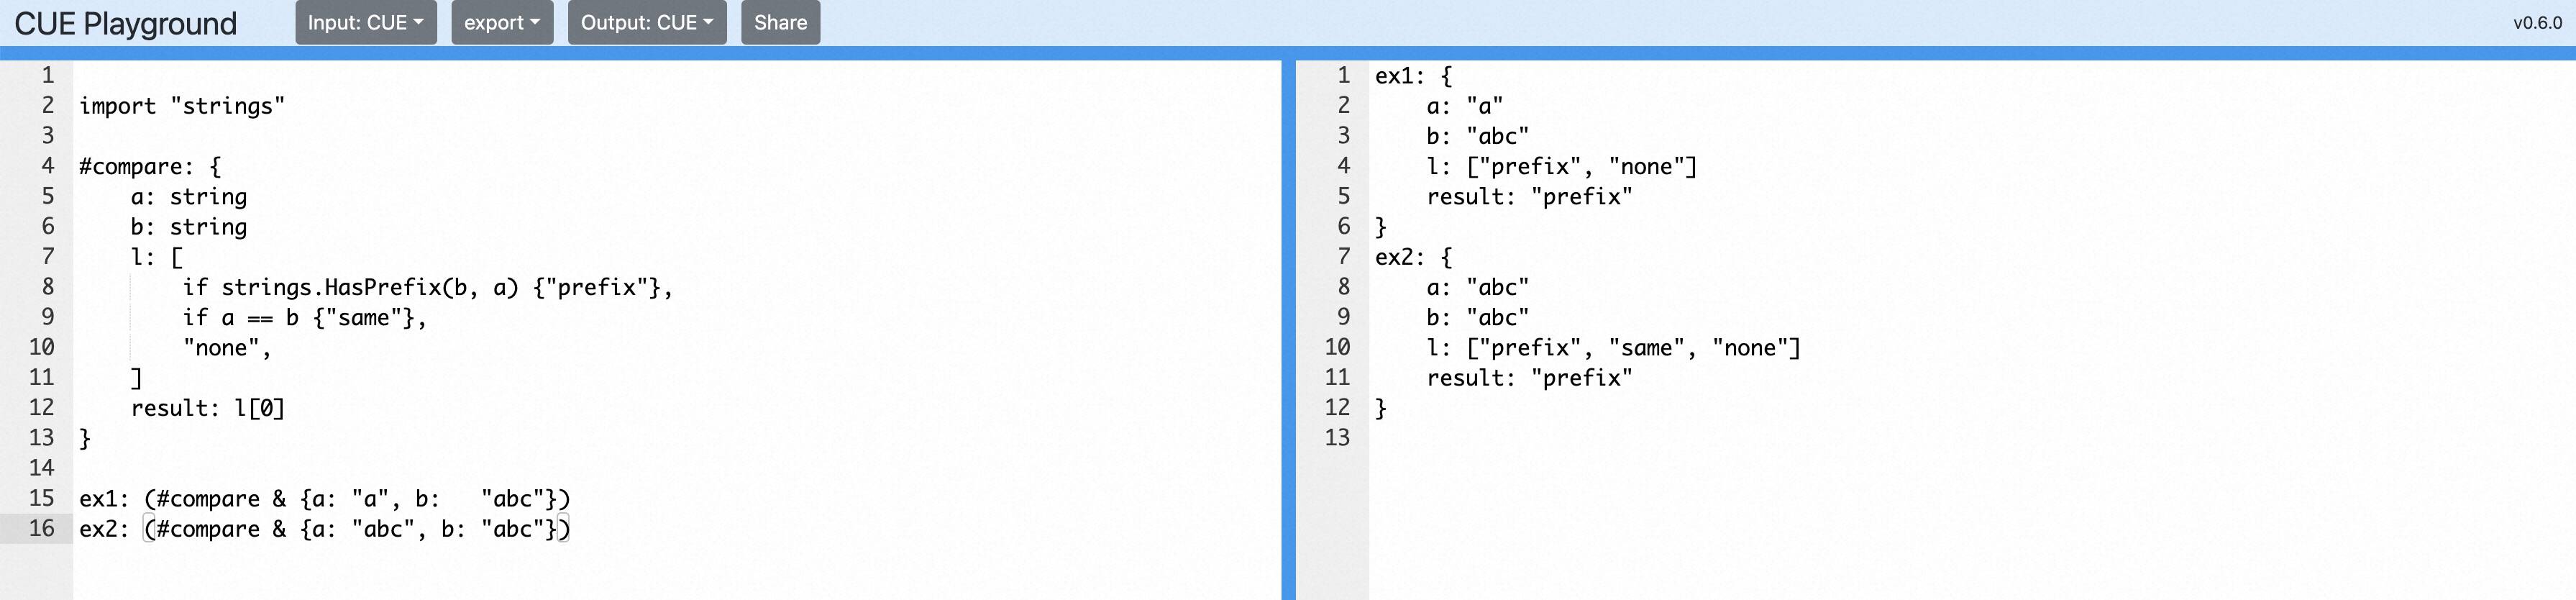 CUE Playground Input: CUE export Output: CUE Share v0.6.0
1
2 import "strings"
3
4 #compare: {
5     a: string
6     b: string
7     l: [
8         if strings.HasPrefix(b, a) {"prefix"},
9         if a == b {"same"},
10         "none",
11     ]
12     result: l[0]
13 }
14
15 ex1: (#compare & {a: "a", b:   "abc"})
16 ex2: (#compare & {a: "abc", b: "abc"})
1 ex1: {
2     a: "a"
3     b: "abc"
4     l: ["prefix", "none"]
5     result: "prefix"
6 }
7 ex2: {
8     a: "abc"
9     b: "abc"
10     l: ["prefix", "same", "none"]
11     result: "prefix"
12 }
13